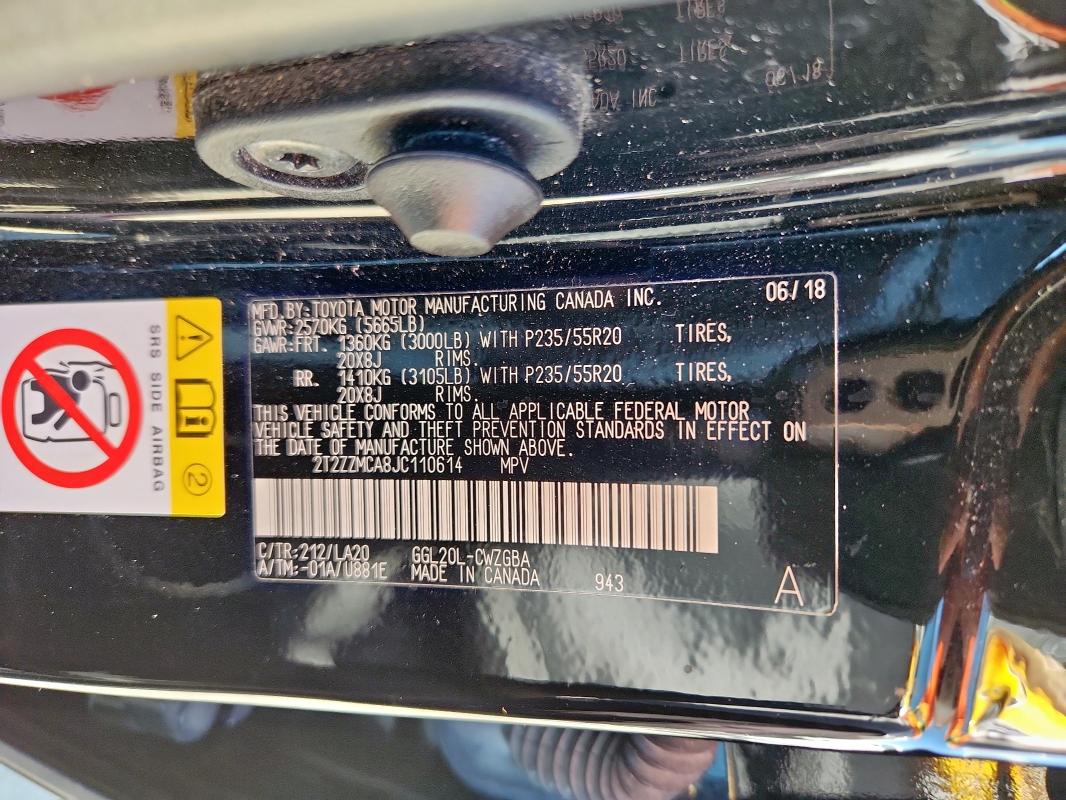 MFD.BY:TOYOTA MOTOR MANUFACTURING CANADA INC. 06/18
GVWR:2570KG (5665LB)
GAWR:FRT. 1360KG (3000LB) WITH P235/55R20 TIRES,
20X8J RIMS.
RR. 1410KG (3105LB) WITH P235/55R20 TIRES,
20X8J RIMS.
THIS VEHICLE CONFORMS TO ALL APPLICABLE FEDERAL MOTOR
VEHICLE SAFETY AND THEFT PREVENTION STANDARDS IN EFFECT ON
THE DATE OF MANUFACTURE SHOWN ABOVE.
2T2ZZMCA8JC110614 MPV
C/TR:212/LA20 GGL20L-CWZGBA
A/TM:-01A/U881E MADE IN CANADA 943 A
SRS SIDE AIRBAG
2